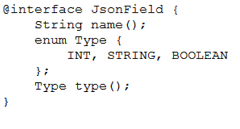 @interface JsonField {
    String name();
    enum Type {
        INT, STRING, BOOLEAN
    };
    Type type();
}